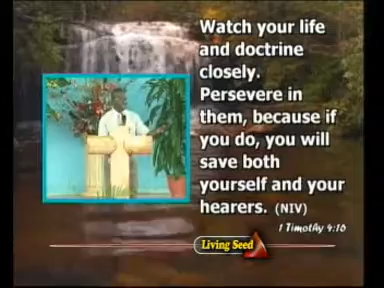 Watch your life
and doctrine
closely.
Persevere in
them, because if
you do, you will
save both
yourself and your
hearers. (NIV)
1 Timothy 4:16
Living Seed